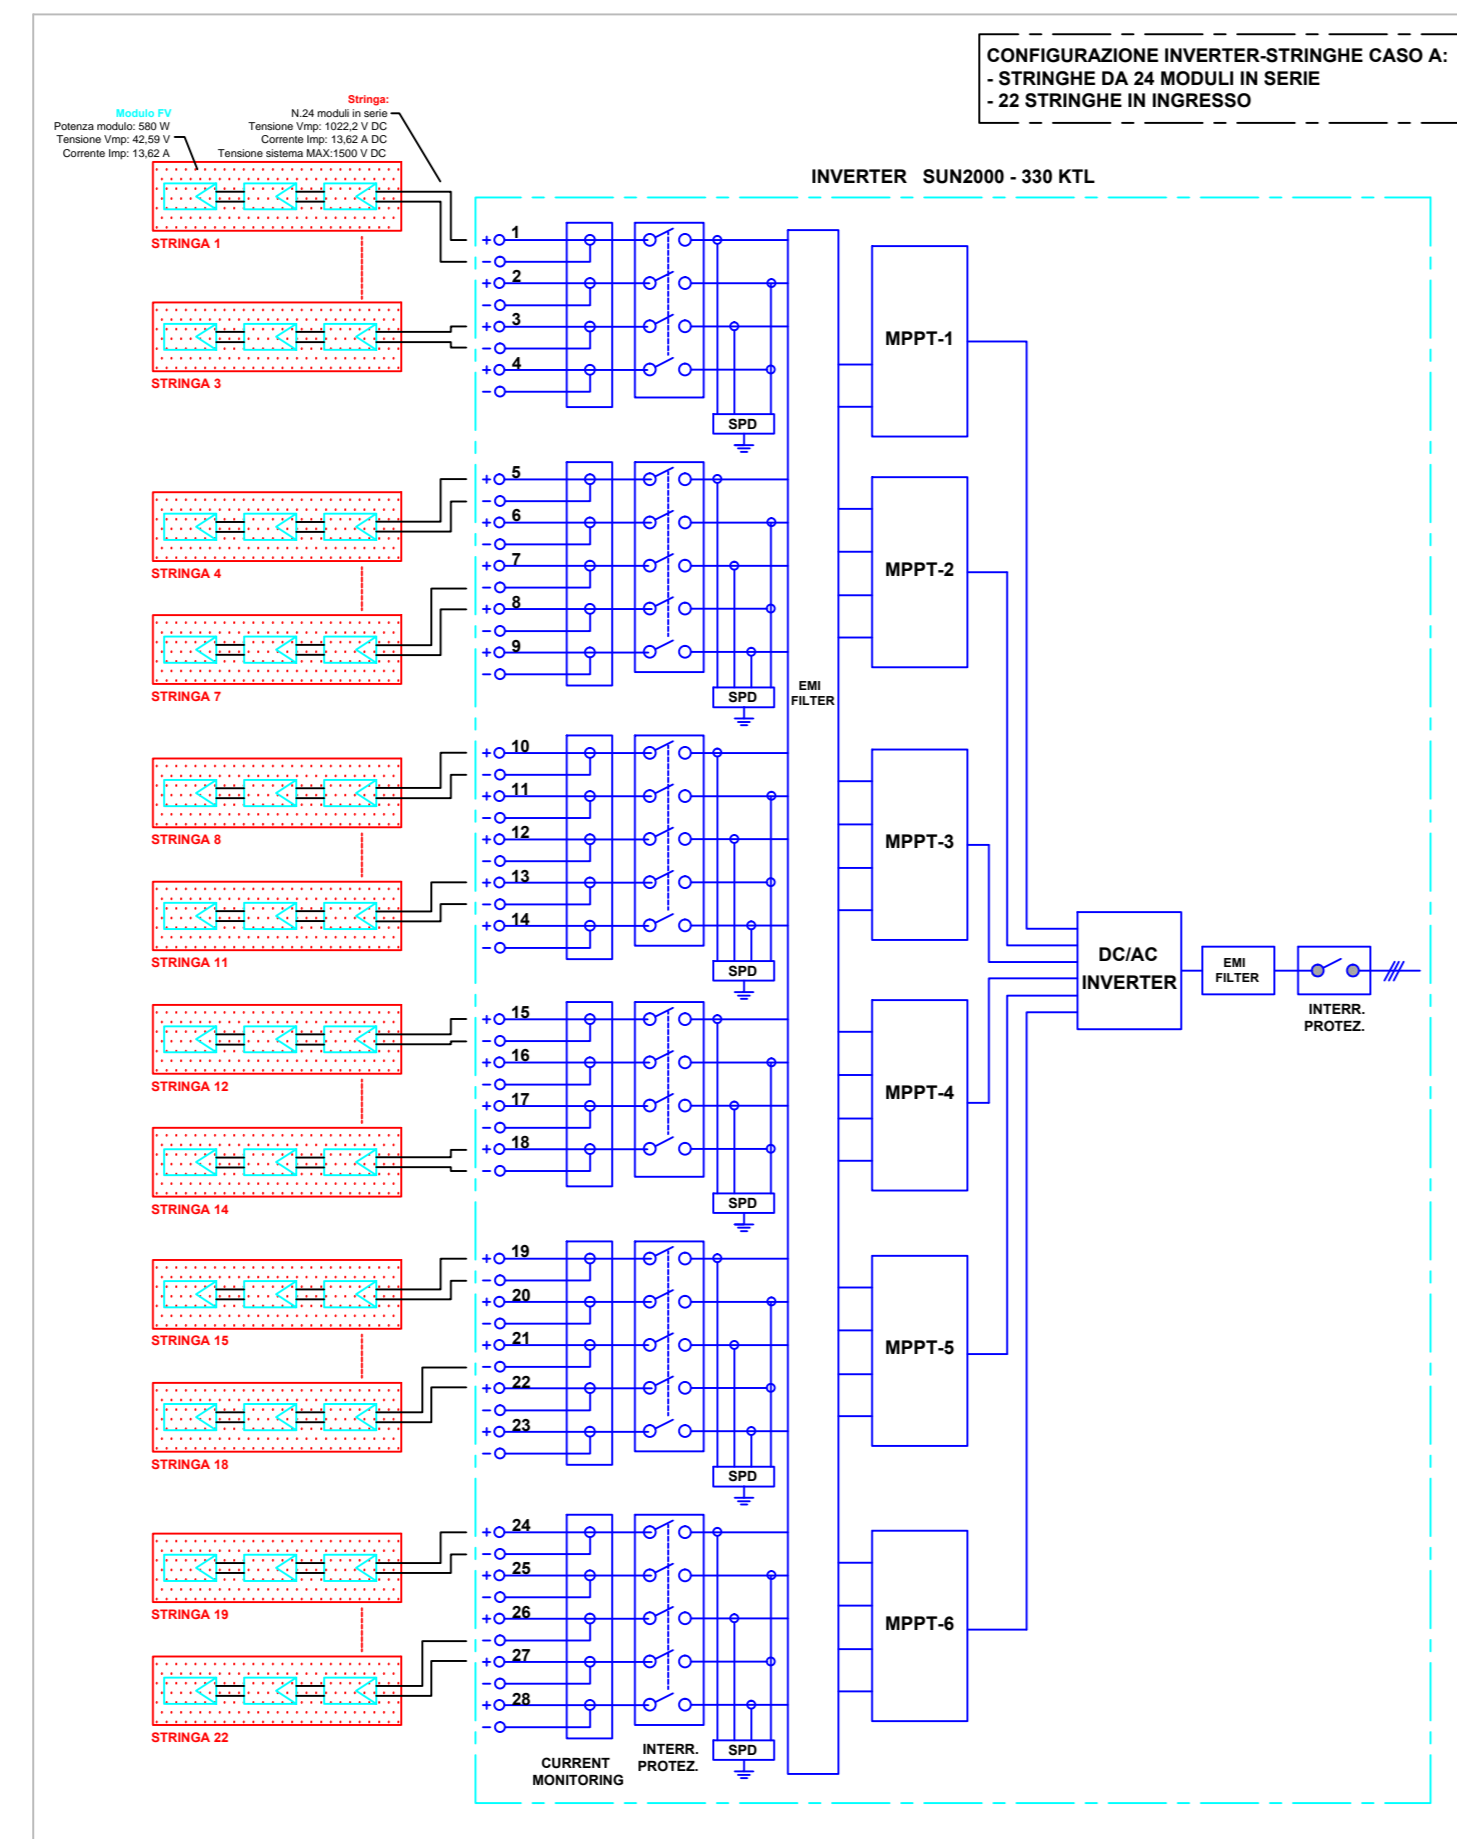 CONFIGURAZIONE INVERTER-STRINGHE CASO A:
- STRINGHE DA 24 MODULI IN SERIE
- 22 STRINGHE IN INGRESSO
Modulo FV
Potenza modulo: 580 W
Tensione Vmp: 42,59 V
Corrente Imp: 13,62 A
Stringa:
N.24 moduli in serie
Tensione Vmp: 1022,2 V DC
Corrente Imp: 13,62 A DC
Tensione sistema MAX:1500 V DC
INVERTER SUN2000 - 330 KTL
STRINGA 1
STRINGA 3
+ 1
-
+ 2
-
+ 3
-
+ 4
-
SPD
MPPT-1
STRINGA 4
STRINGA 7
+ 5
-
+ 6
-
+ 7
-
+ 8
-
+ 9
-
SPD
EMI
FILTER
MPPT-2
STRINGA 8
STRINGA 11
+ 10
-
+ 11
-
+ 12
-
+ 13
-
+ 14
-
SPD
MPPT-3
DC/AC
INVERTER
EMI
FILTER
INTERR.
PROTEZ.
STRINGA 12
STRINGA 14
+ 15
-
+ 16
-
+ 17
-
+ 18
-
SPD
MPPT-4
STRINGA 15
STRINGA 18
+ 19
-
+ 20
-
+ 21
-
+ 22
-
+ 23
-
SPD
MPPT-5
STRINGA 19
STRINGA 22
+ 24
-
+ 25
-
+ 26
-
+ 27
-
+ 28
-
SPD
MPPT-6
CURRENT
MONITORING
INTERR.
PROTEZ.